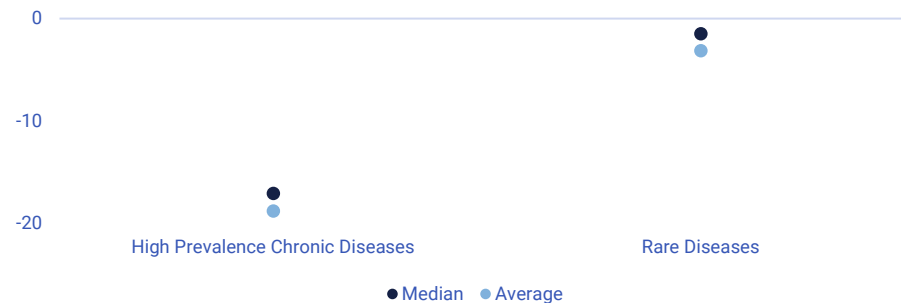 0
-10
-20
High Prevalence Chronic Diseases
Rare Diseases
Median Average